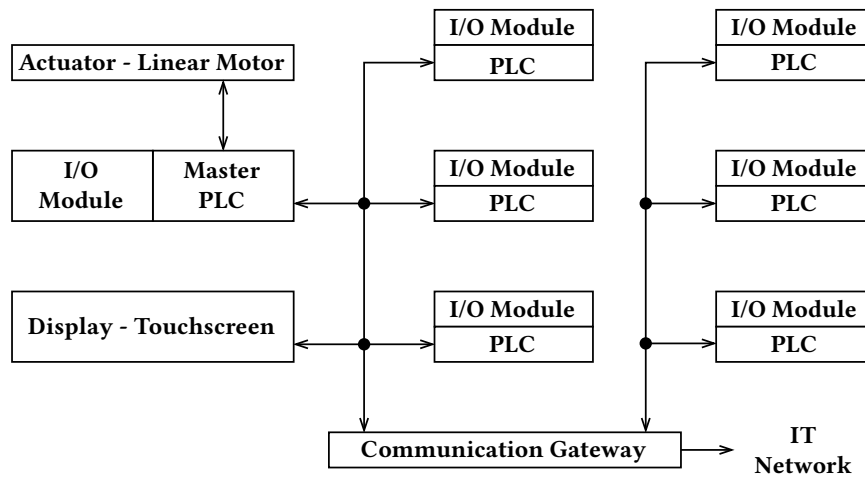 I/O Module
PLC
I/O Module
PLC
Actuator - Linear Motor
I/O
Module
Master
PLC
I/O Module
PLC
I/O Module
PLC
Display - Touchscreen
I/O Module
PLC
I/O Module
PLC
Communication Gateway
IT
Network